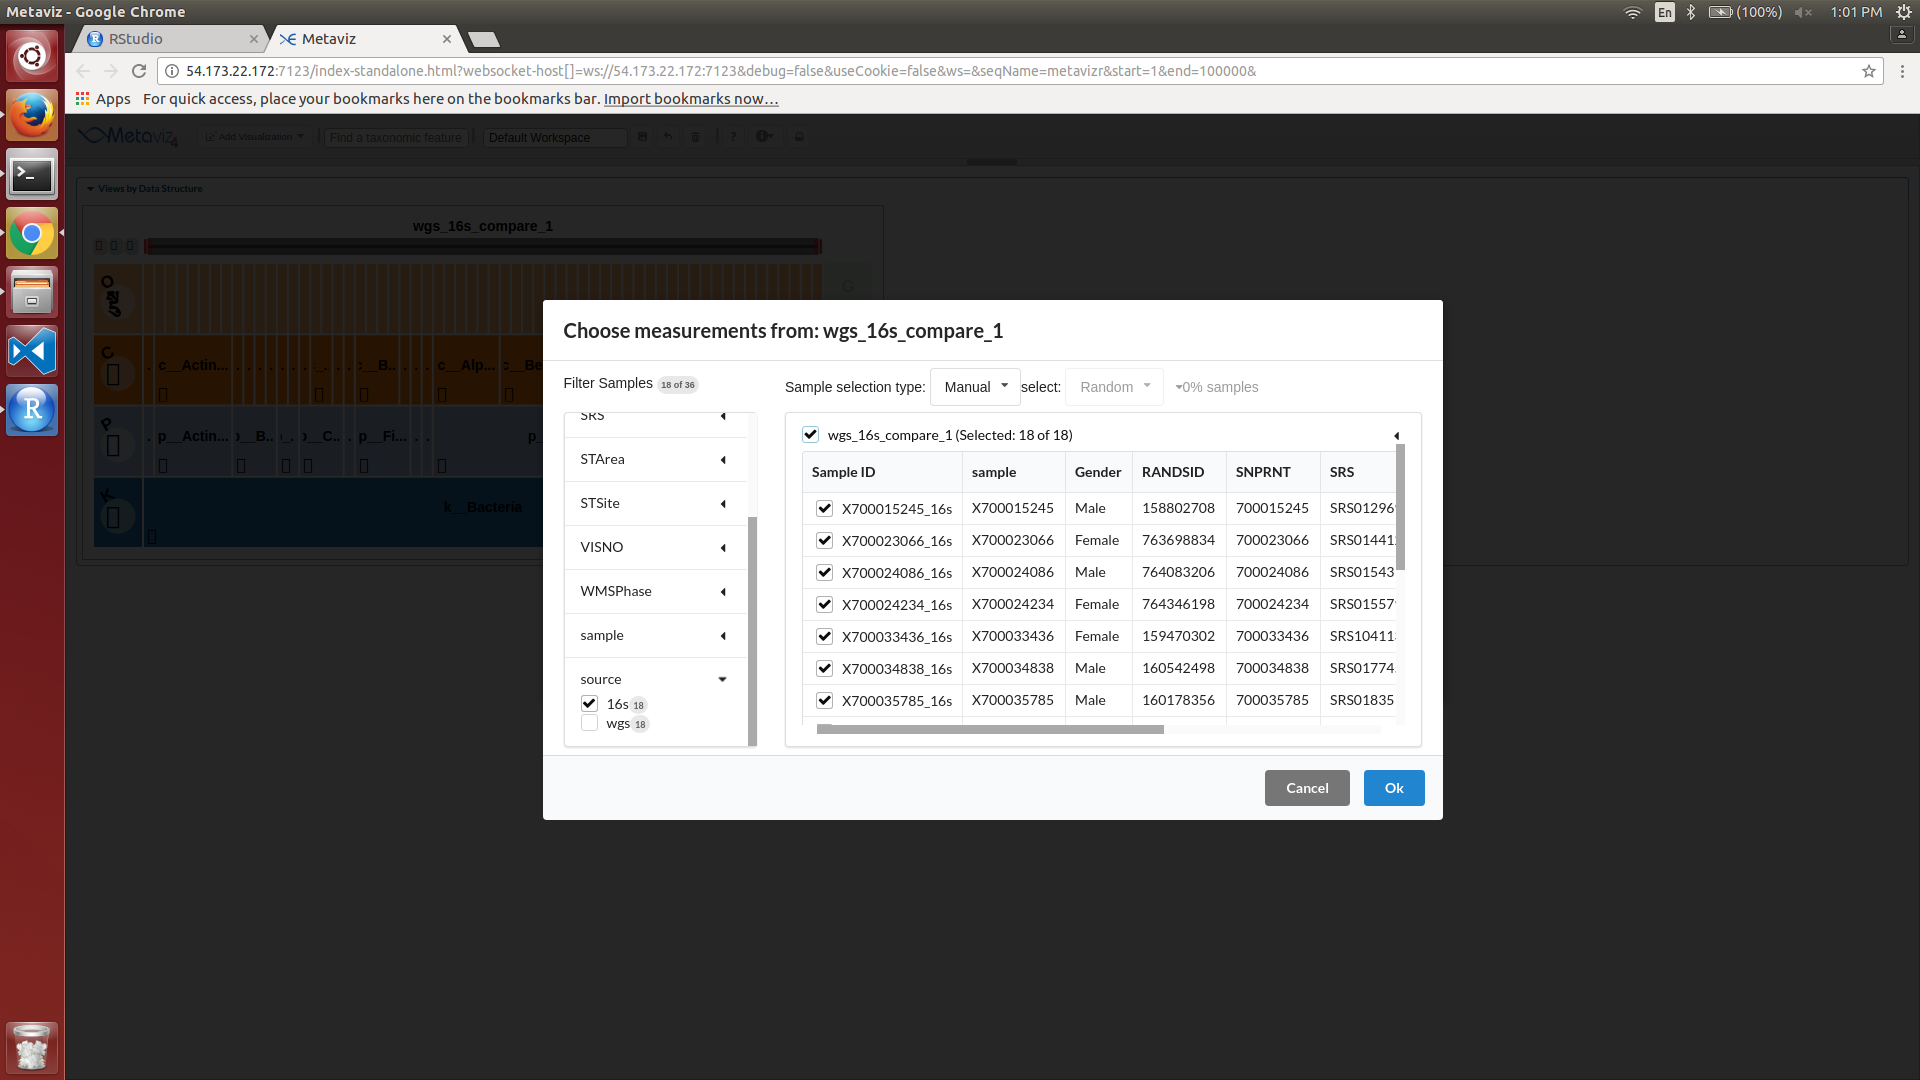 Metaviz - Google Chrome
En (100%) 1:01 PM
RStudio × Metaviz ×
54.173.22.172:7123/index-standalone.html?websocket-host[]=ws://54.173.22.172:7123&debug=false&useCookie=false&ws=&seqName=metavizr&start=1&end=100000&
Apps For quick access, place your bookmarks here on the bookmarks bar. Import bookmarks now...
Metaviz 4 Add Visualization Find a taxonomic feature Default Workspace ?
Views by Data Structure
wgs_16s_compare_1
O
G
C . c__Actin... c__B... c__Alp... c__Be
P . p__Actin... p__B... p__C... p__Fi... p_
K k__Bacteria
Choose measurements from: wgs_16s_compare_1
Filter Samples 18 of 36
Sample selection type: Manual select: Random 0% samples
SRS
STArea
STSite
VISNO
WMSPhase
sample
source
16s 18
wgs 18
wgs_16s_compare_1 (Selected: 18 of 18)
Sample ID sample Gender RANDSID SNPRNT SRS
X700015245_16s X700015245 Male 158802708 700015245 SRS01296
X700023066_16s X700023066 Female 763698834 700023066 SRS01441
X700024086_16s X700024086 Male 764083206 700024086 SRS01543
X700024234_16s X700024234 Female 764346198 700024234 SRS01557
X700033436_16s X700033436 Female 159470302 700033436 SRS10411
X700034838_16s X700034838 Male 160542498 700034838 SRS01774
X700035785_16s X700035785 Male 160178356 700035785 SRS01835
Cancel Ok